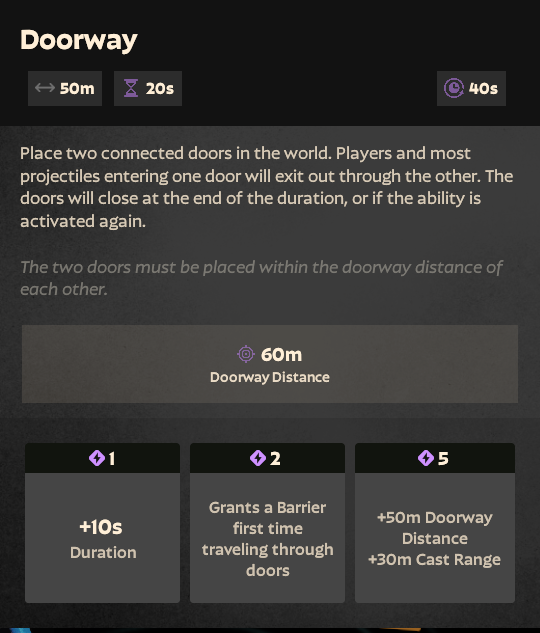 Doorway
50m 20s 40s
Place two connected doors in the world. Players and most
projectiles entering one door will exit out through the other. The
doors will close at the end of the duration, or if the ability is
activated again.
The two doors must be placed within the doorway distance of
each other.
60m
Doorway Distance
1
+10s
Duration
2
Grants a Barrier
first time
traveling through
doors
5
+50m Doorway
Distance
+30m Cast Range